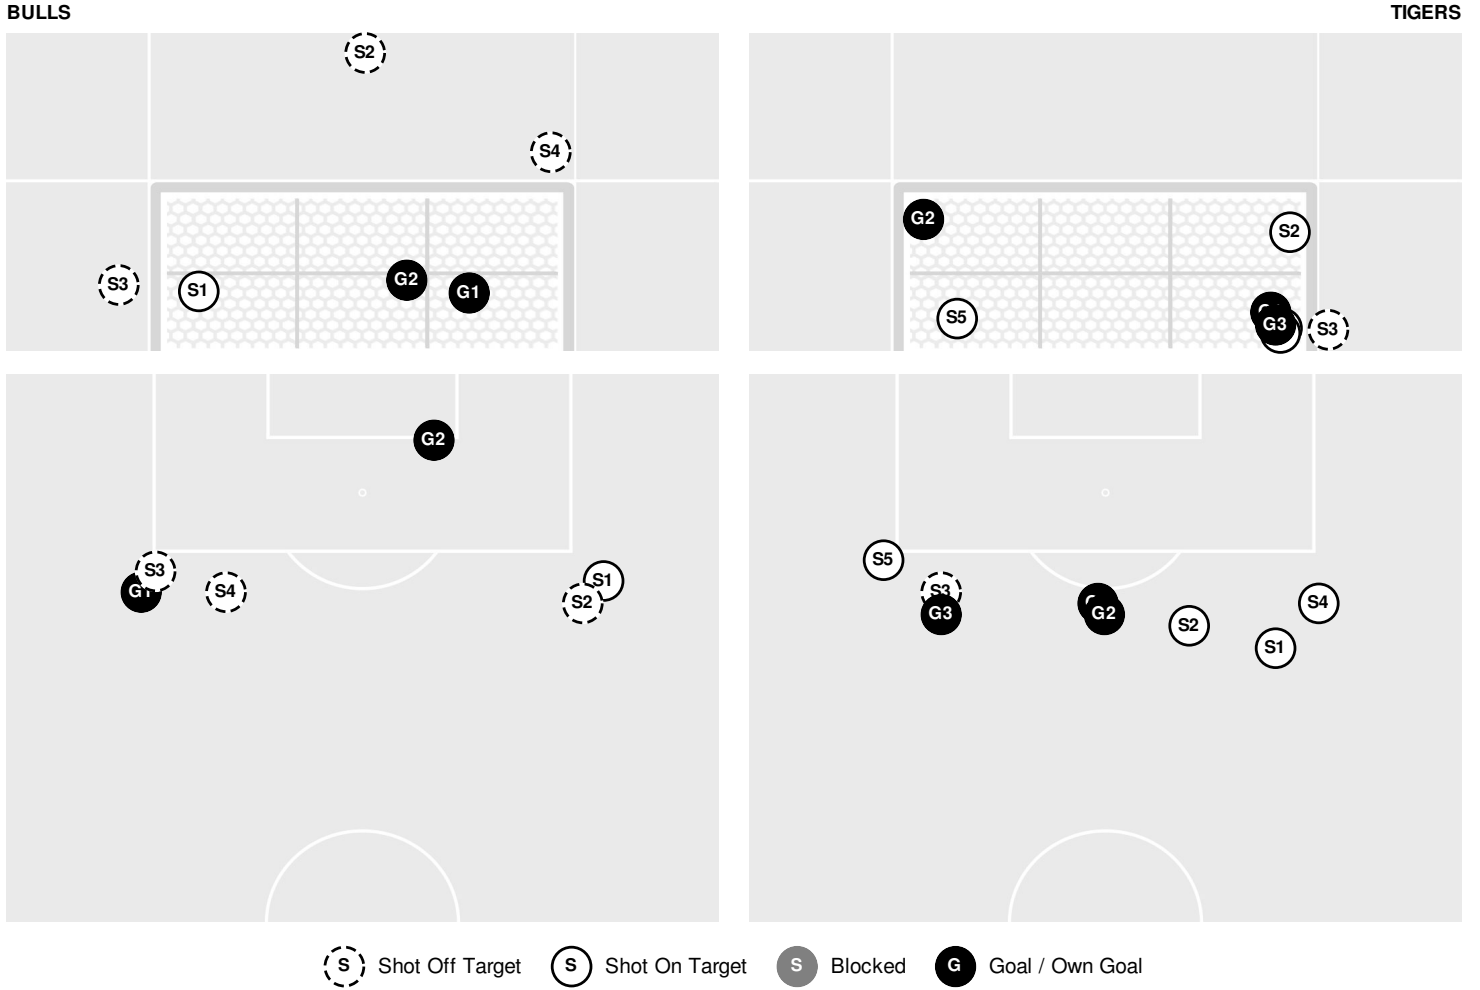 BULLS
TIGERS
S2
S4
S3
S1
G2
G1
G2
S2
S5
G3
S3
G2
S3
G1
S4
S1
S2
S5
S3
G3
G2
S2
S4
S1
S Shot Off Target
S Shot On Target
S Blocked
G Goal / Own Goal